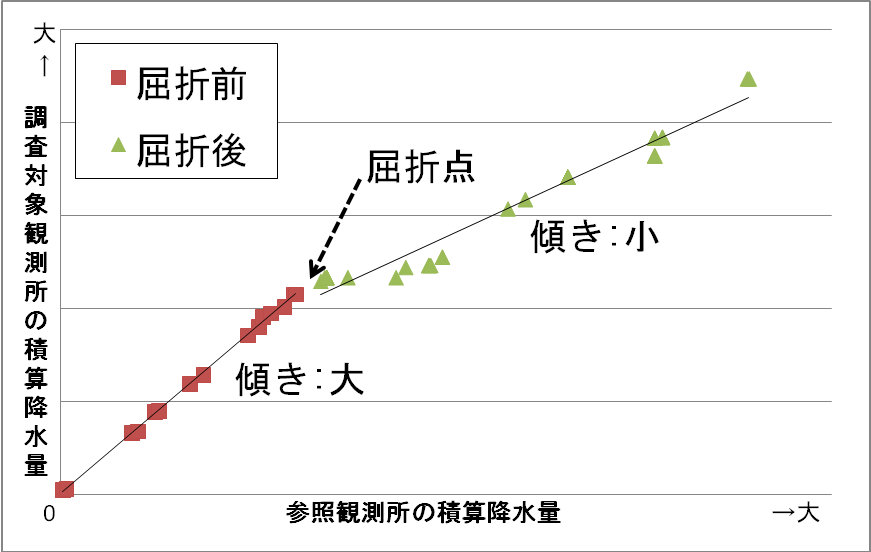 大
↑
調査対象観測所の積算降水量
屈折前
屈折後
屈折点
傾き：小
傾き：大
0
参照観測所の積算降水量
→大